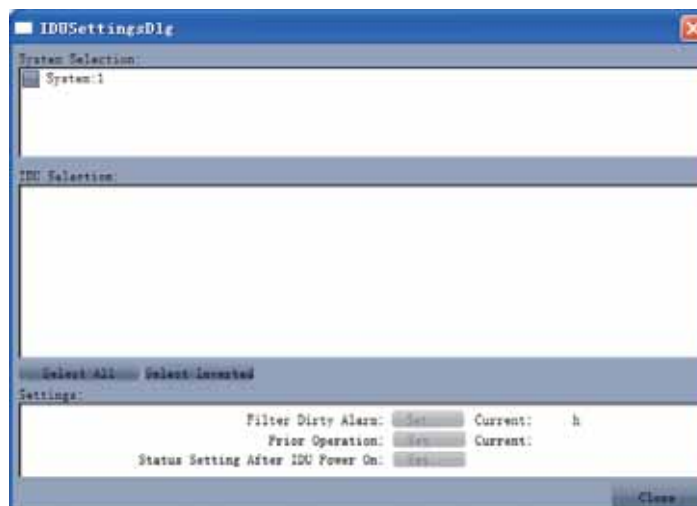 IDUSettingsDlg
System Selection:
System:1
IDU Selection:
Select All Select Inverted
Settings:
Filter Dirty Alarm: Set... Current: h
Prior Operation: Set... Current:
Status Setting After IDU Power On: Set...
Close